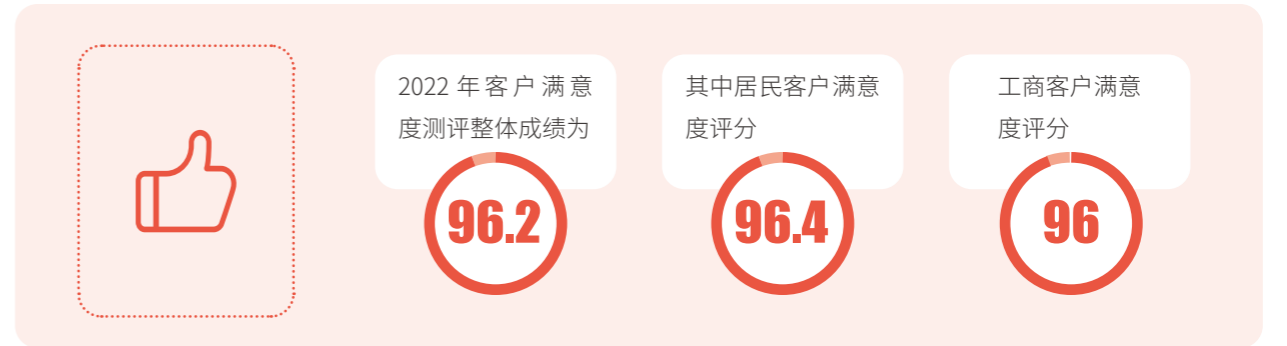 2022 年客户满意
度测评整体成绩为
96.2
其中居民客户满意
度评分
96.4
工商客户满意
度评分
96